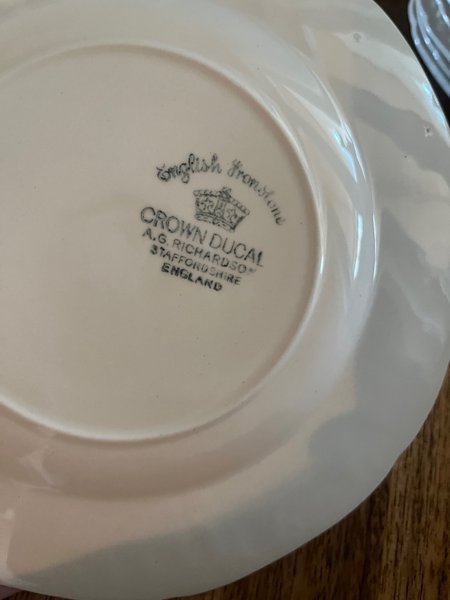 English Ironstone
CROWN DUCAL
A.G. RICHARDSON
STAFFORDSHIRE
ENGLAND